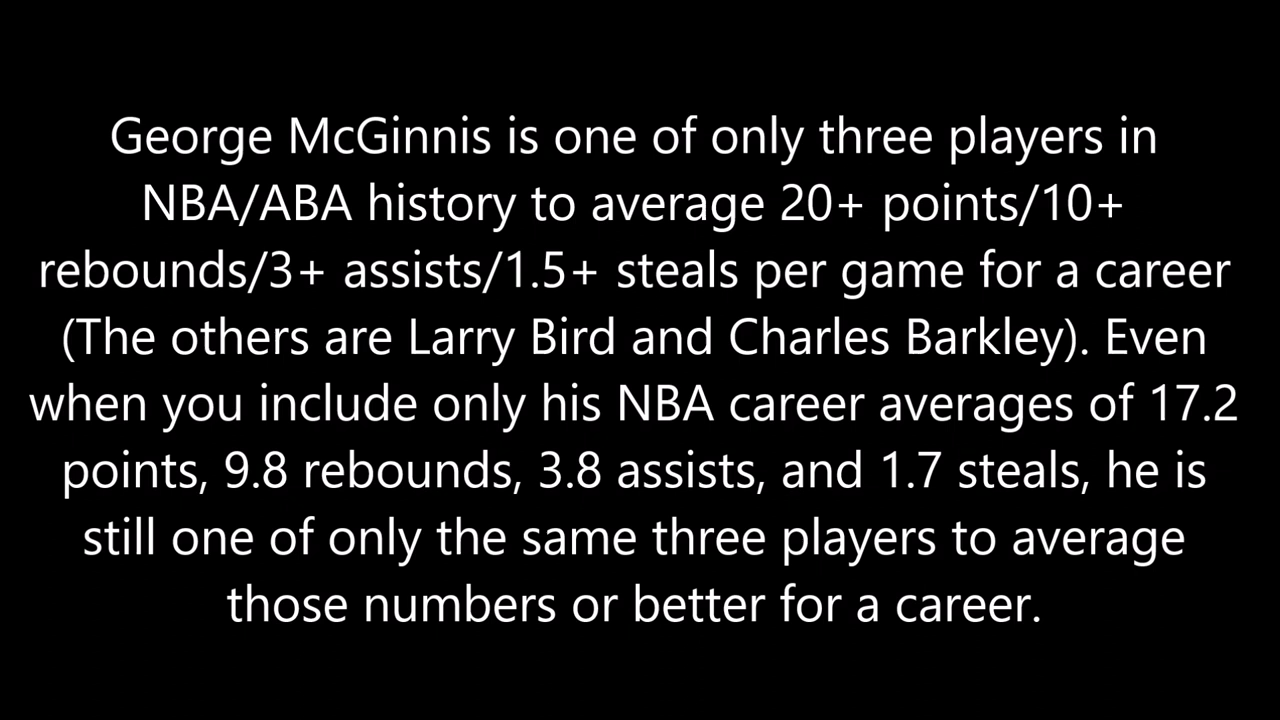 George McGinnis is one of only three players in
NBA/ABA history to average 20+ points/10+
rebounds/3+ assists/1.5+ steals per game for a career
(The others are Larry Bird and Charles Barkley). Even
when you include only his NBA career averages of 17.2
points, 9.8 rebounds, 3.8 assists, and 1.7 steals, he is
still one of only the same three players to average
those numbers or better for a career.